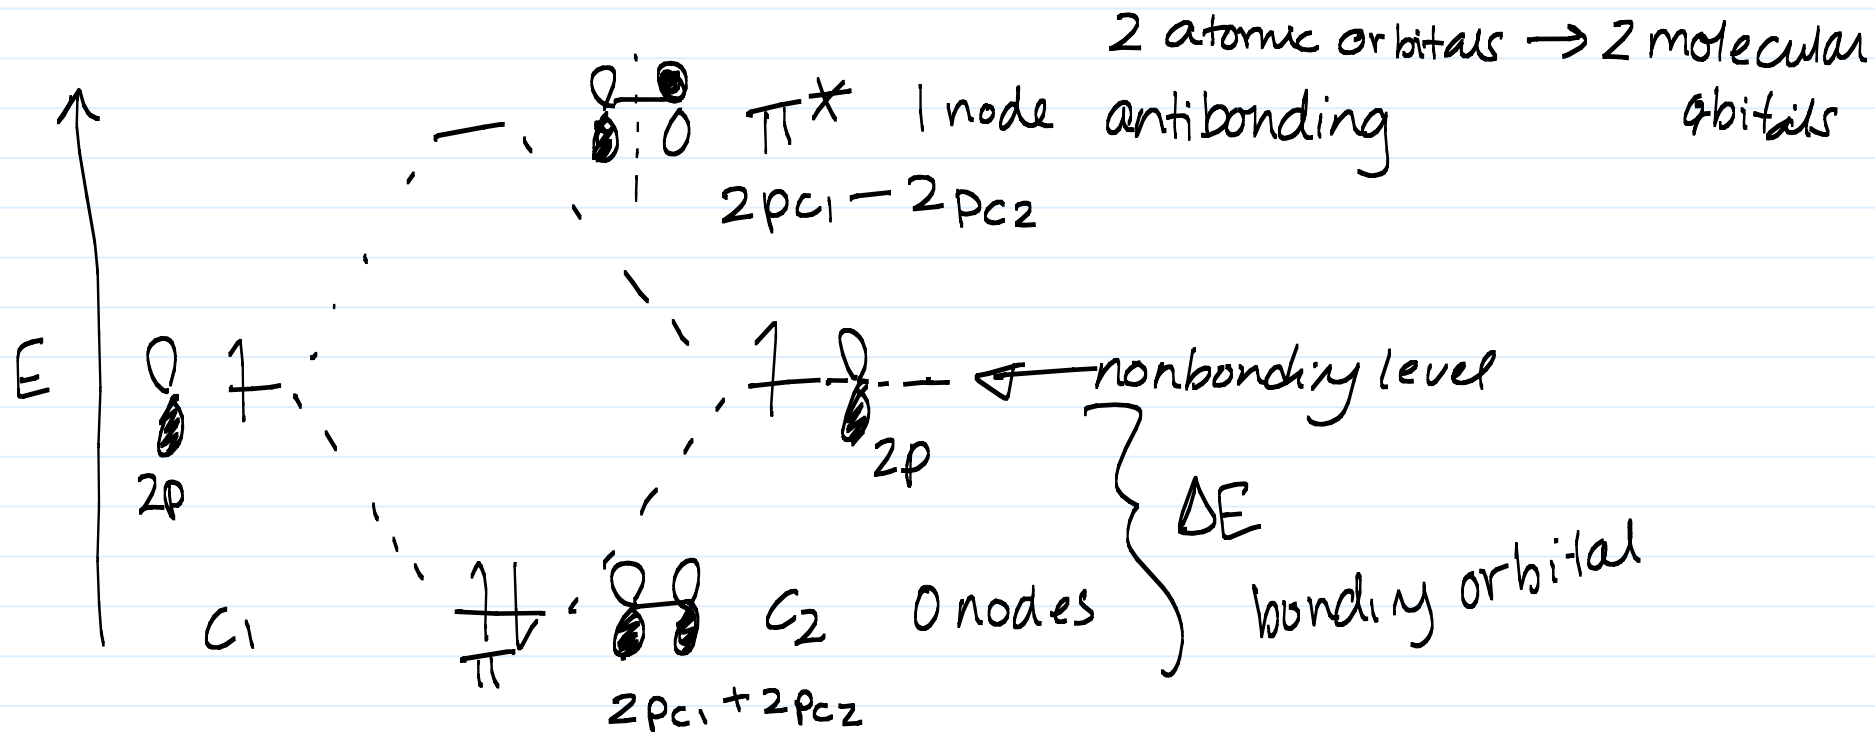 2 atomic orbitals → 2 molecular
orbitals
π* 1 node antibonding
2pc₁ − 2pc₂
E
nonbonding level
2p
2p
ΔE
bonding orbital
C₁
π
C₂ 0 nodes
2pc₁ + 2pc₂